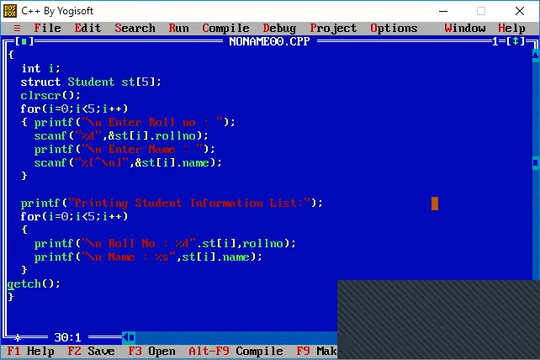 C++ By Yogisoft
≡ File Edit Search Run Compile Debug Project Options Window Help
NONAME00.CPP 1
{
int i;
struct Student st[5];
clrscr();
for(i=0;i<5;i++)
{ printf("\n Enter Roll no : ");
scanf("%d",&st[i].rollno);
printf("\n Enter Name : ");
scanf("%[^\n]",&st[i].name);
}
printf("Printing Student Information List:");
for(i=0;i<5;i++)
{
printf("\n Roll No : %d".st[i],rollno);
printf("\n Name : %s",st[i].name);
}
getch();
}
30:1
F1 Help F2 Save F3 Open Alt-F9 Compile F9 Mak